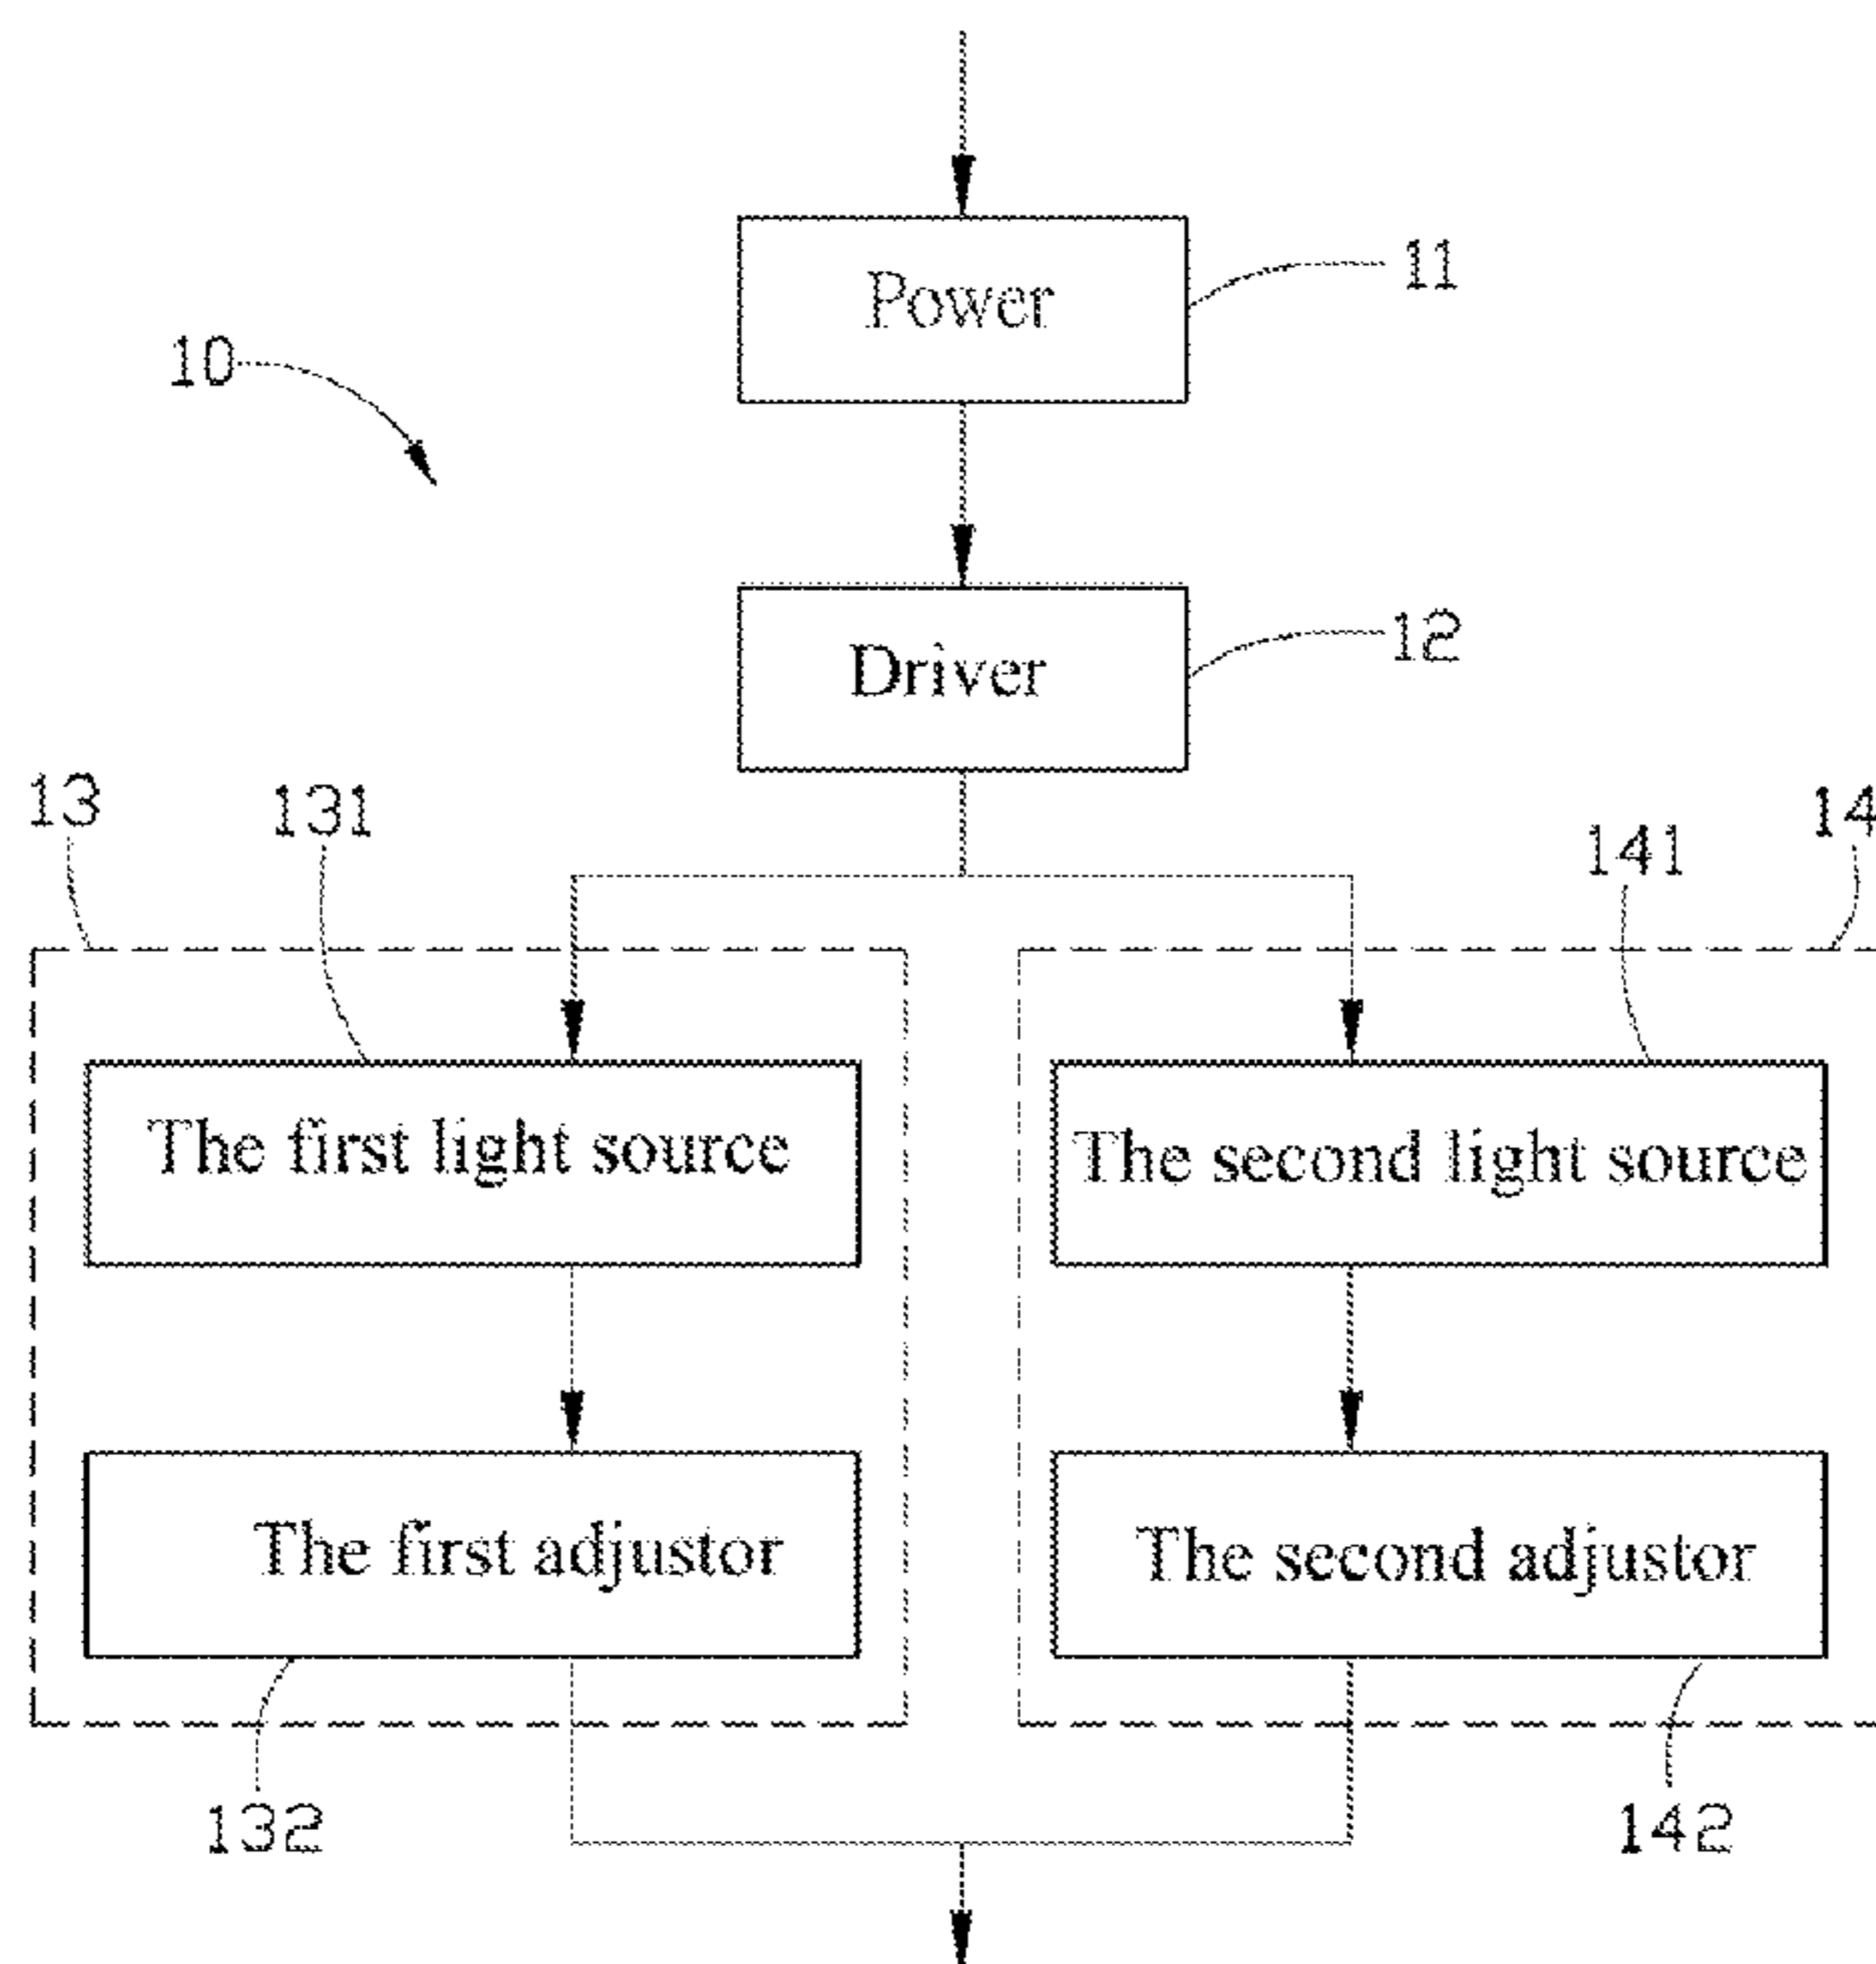 Power
11
10
Driver
12
13
131
141
14
The first light source
The second light source
The first adjustor
The second adjustor
132
142